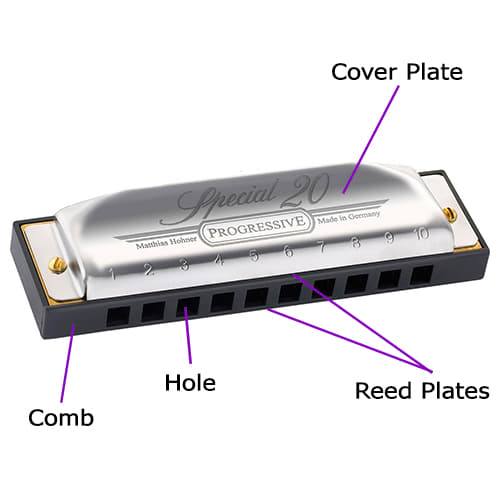 Cover Plate
Special 20
PROGRESSIVE
Matthias Hohner
Made in Germany
1 2 3 4 5 6 7 8 9 10
Hole
Reed Plates
Comb